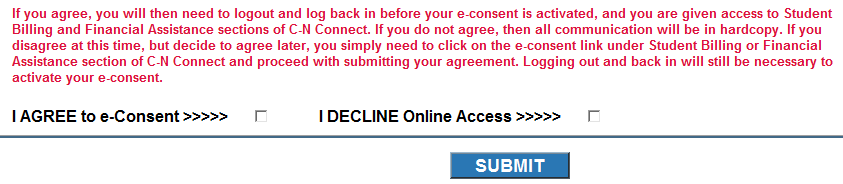 If you agree, you will then need to logout and log back in before your e-consent is activated, and you are given access to Student
Billing and Financial Assistance sections of C-N Connect. If you do not agree, then all communication will be in hardcopy. If you
disagree at this time, but decide to agree later, you simply need to click on the e-consent link under Student Billing or Financial
Assistance section of C-N Connect and proceed with submitting your agreement. Logging out and back in will still be necessary to
activate your e-consent.
I AGREE to e-Consent >>>>> I DECLINE Online Access >>>>>
SUBMIT